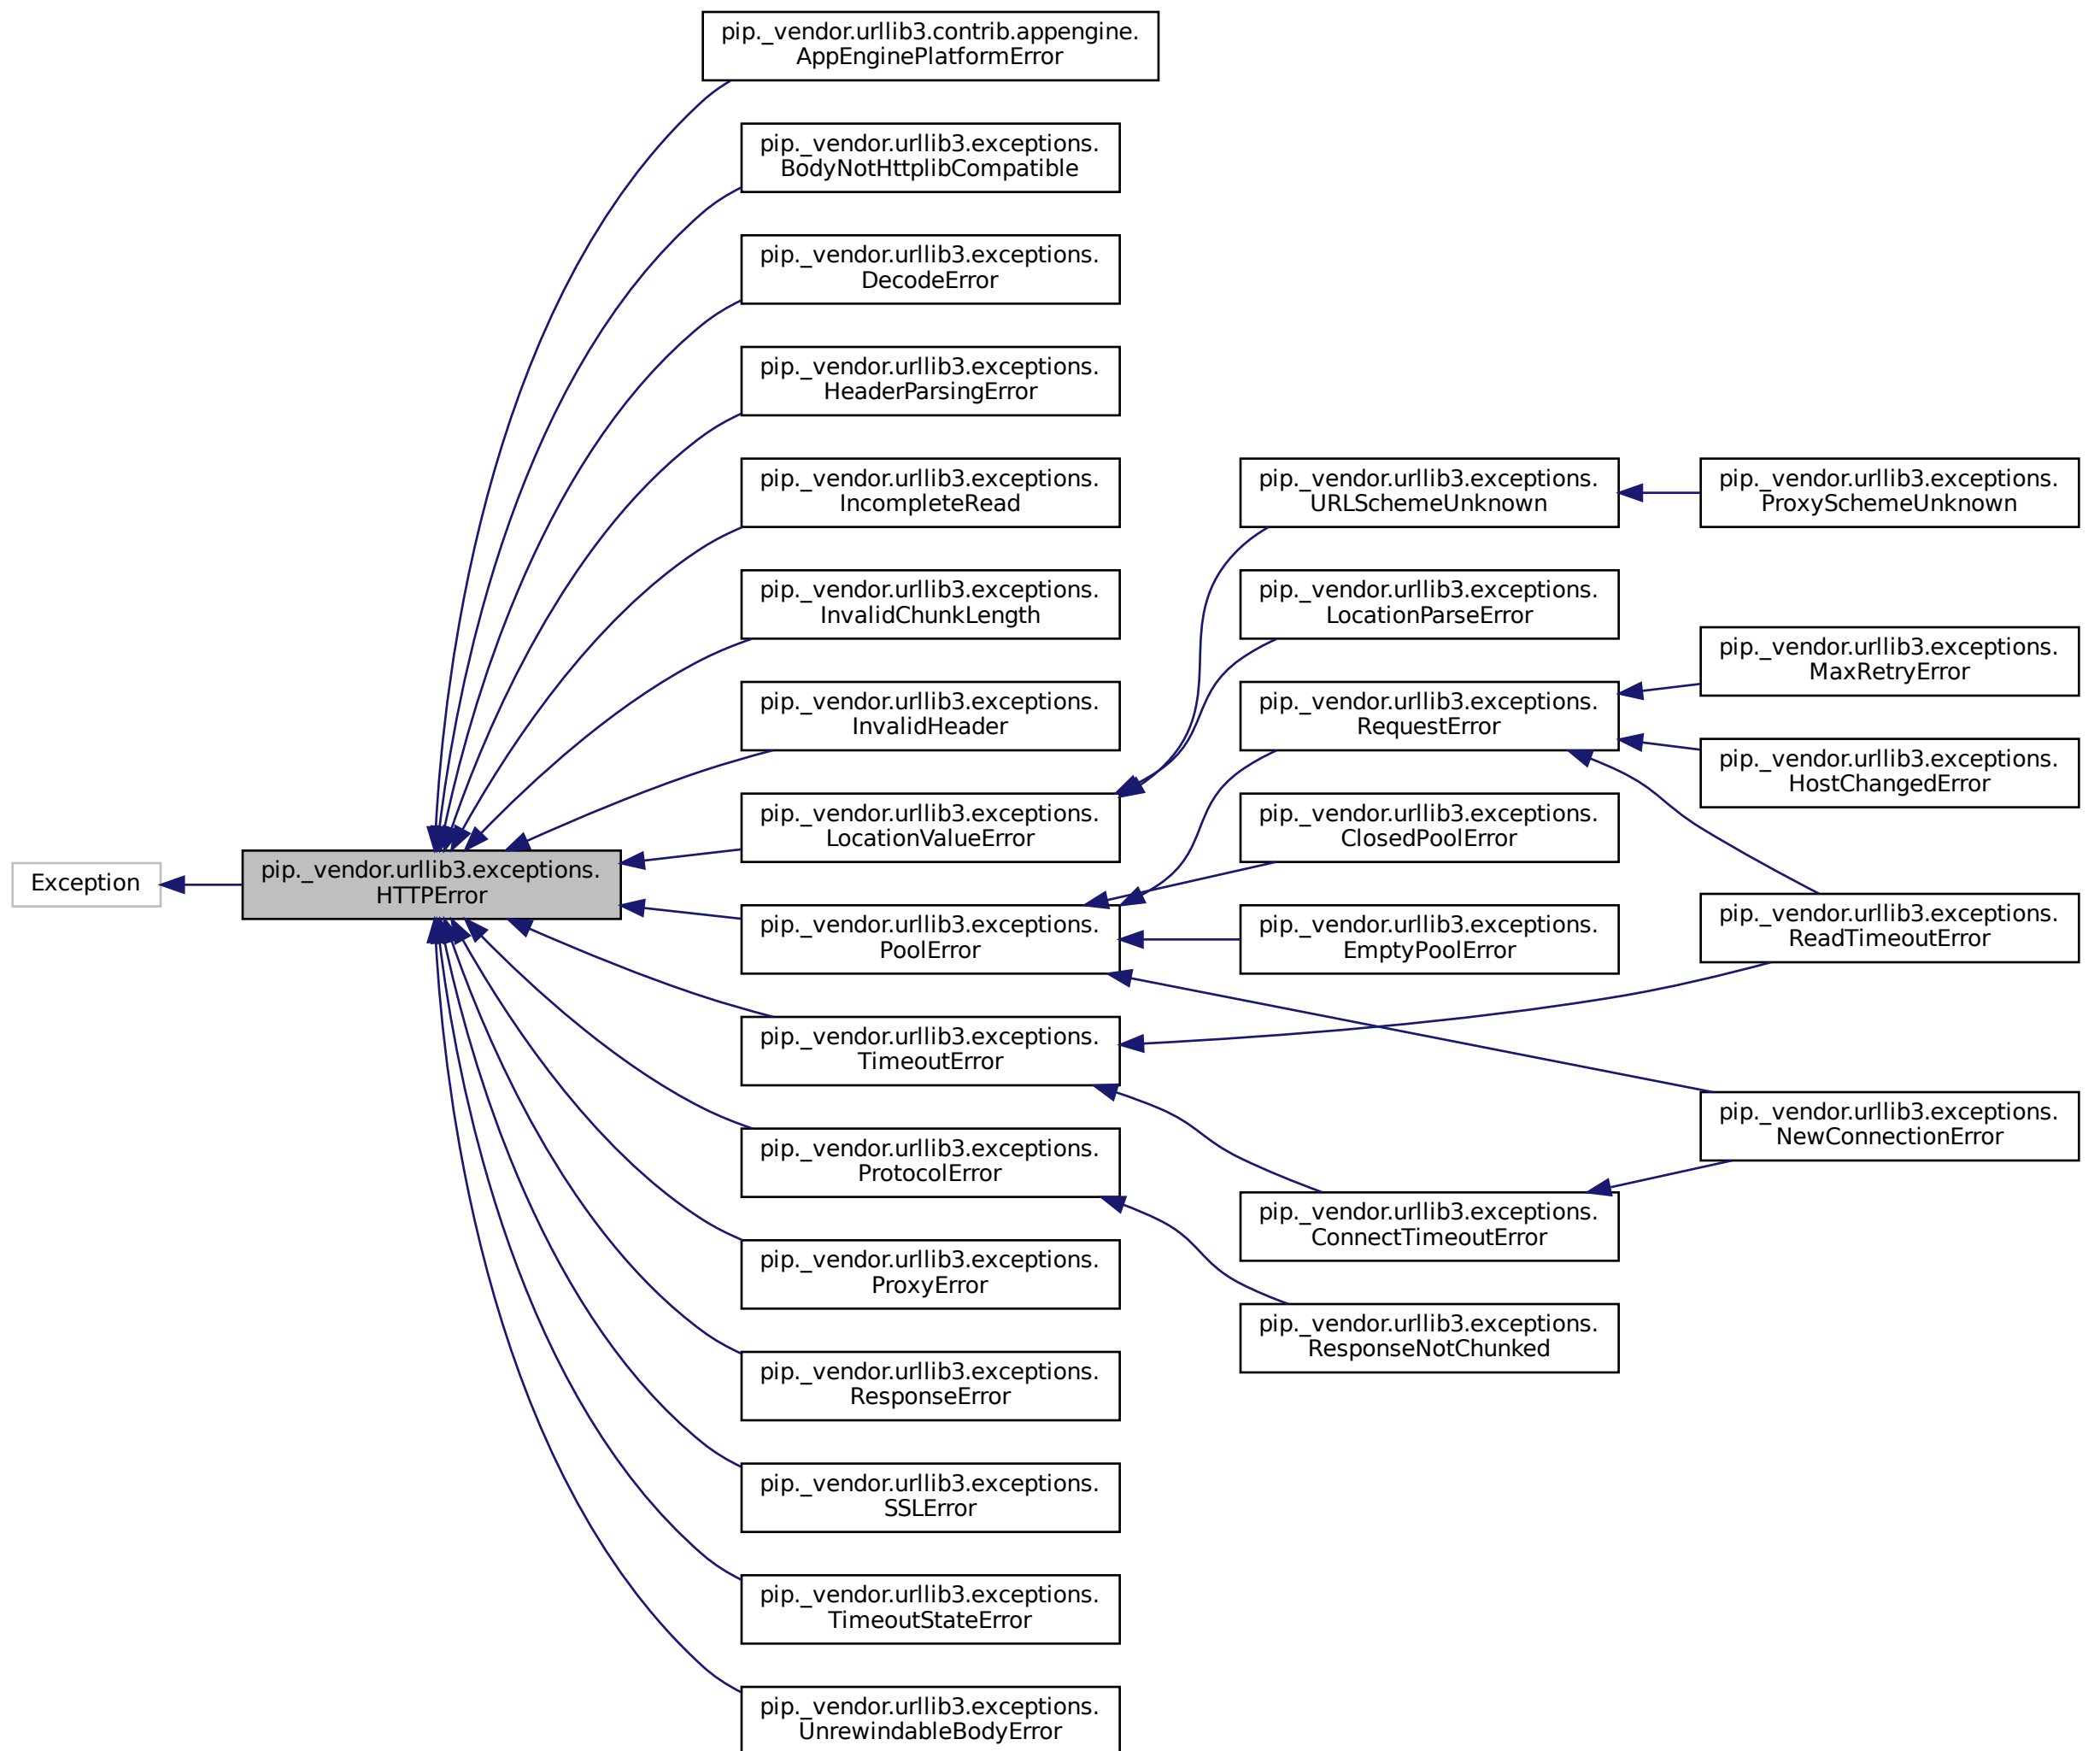 Exception
pip._vendor.urllib3.exceptions.
HTTPError
pip._vendor.urllib3.contrib.appengine.
AppEnginePlatformError
pip._vendor.urllib3.exceptions.
BodyNotHttplibCompatible
pip._vendor.urllib3.exceptions.
DecodeError
pip._vendor.urllib3.exceptions.
HeaderParsingError
pip._vendor.urllib3.exceptions.
IncompleteRead
pip._vendor.urllib3.exceptions.
InvalidChunkLength
pip._vendor.urllib3.exceptions.
InvalidHeader
pip._vendor.urllib3.exceptions.
LocationValueError
pip._vendor.urllib3.exceptions.
PoolError
pip._vendor.urllib3.exceptions.
TimeoutError
pip._vendor.urllib3.exceptions.
ProtocolError
pip._vendor.urllib3.exceptions.
ProxyError
pip._vendor.urllib3.exceptions.
ResponseError
pip._vendor.urllib3.exceptions.
SSLError
pip._vendor.urllib3.exceptions.
TimeoutStateError
pip._vendor.urllib3.exceptions.
UnrewindableBodyError
pip._vendor.urllib3.exceptions.
URLSchemeUnknown
pip._vendor.urllib3.exceptions.
LocationParseError
pip._vendor.urllib3.exceptions.
RequestError
pip._vendor.urllib3.exceptions.
ClosedPoolError
pip._vendor.urllib3.exceptions.
EmptyPoolError
pip._vendor.urllib3.exceptions.
ConnectTimeoutError
pip._vendor.urllib3.exceptions.
ResponseNotChunked
pip._vendor.urllib3.exceptions.
ProxySchemeUnknown
pip._vendor.urllib3.exceptions.
MaxRetryError
pip._vendor.urllib3.exceptions.
HostChangedError
pip._vendor.urllib3.exceptions.
ReadTimeoutError
pip._vendor.urllib3.exceptions.
NewConnectionError